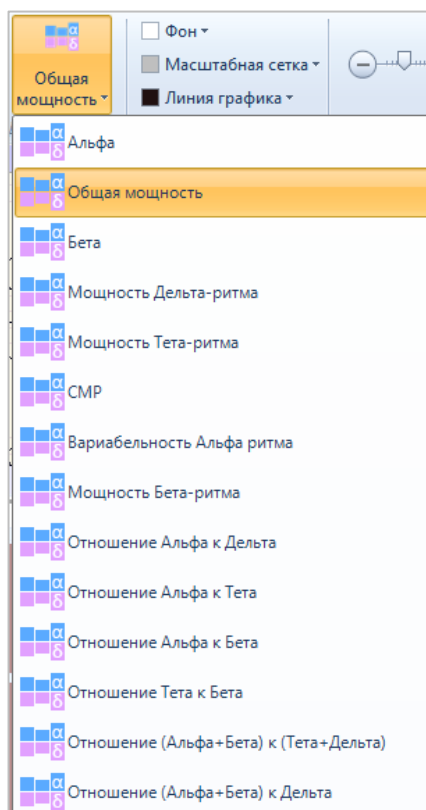 Общая
мощность
Фон
Масштабная сетка
Линия графика
α
δ
Альфа
α
δ
Общая мощность
α
δ
Бета
α
δ
Мощность Дельта-ритма
α
δ
Мощность Тета-ритма
α
δ
СМР
α
δ
Вариабельность Альфа ритма
α
δ
Мощность Бета-ритма
α
δ
Отношение Альфа к Дельта
α
δ
Отношение Альфа к Тета
α
δ
Отношение Альфа к Бета
α
δ
Отношение Тета к Бета
α
δ
Отношение (Альфа+Бета) к (Тета+Дельта)
α
δ
Отношение (Альфа+Бета) к Дельта
α
δ